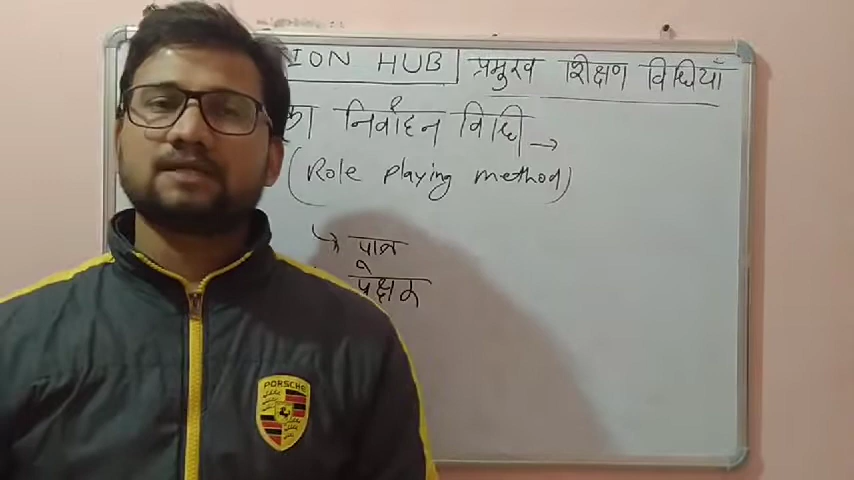 ION HUB प्रमुख शिक्षण विधियाँ
का निर्वाहन विधि →
(Role playing method)
↳ पात्र
प्रेक्षक
PORSCHE